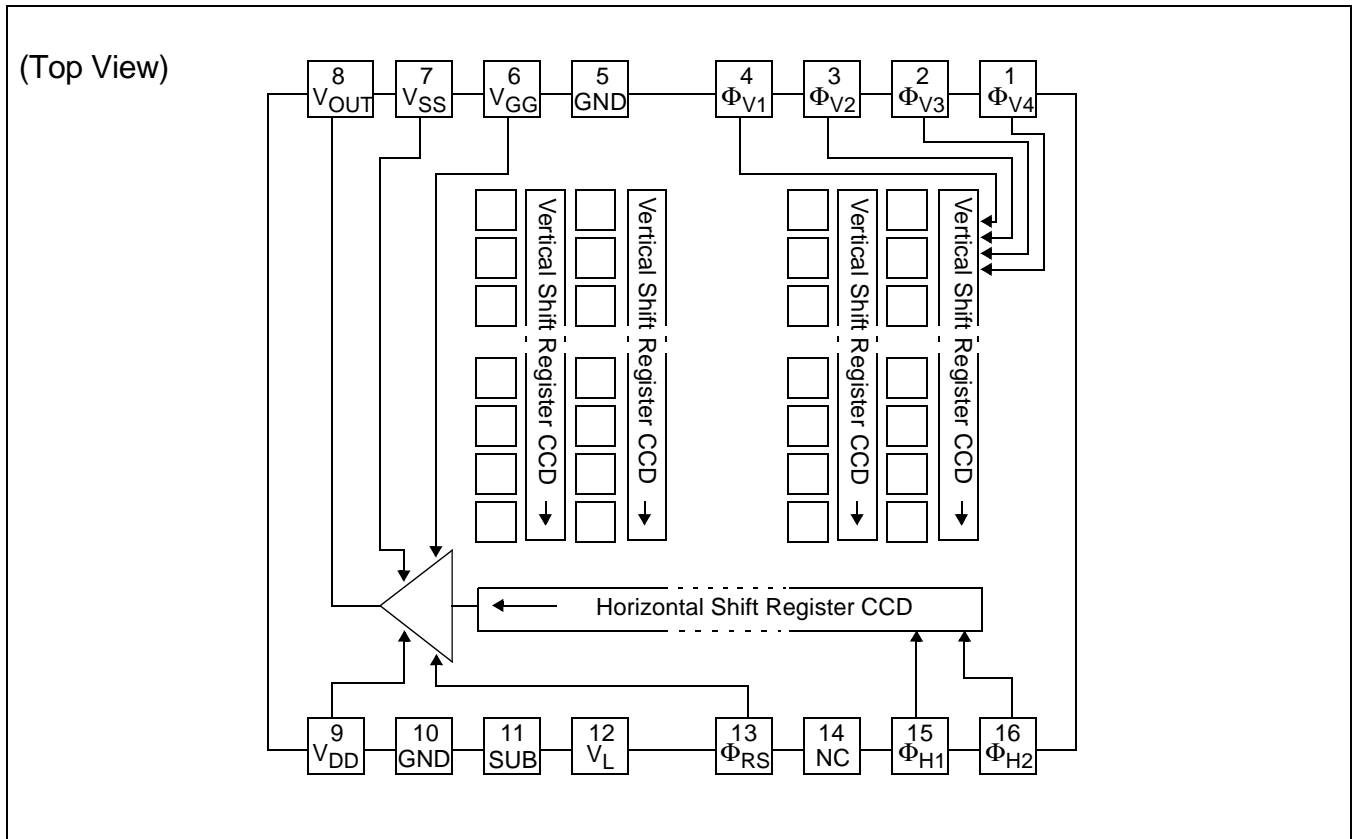 (Top View)
8 7 6 5 4 3 2 1
VOUT VSS VGG GND ΦV1 ΦV2 ΦV3 ΦV4
Vertical Shift Register CCD
Vertical Shift Register CCD
Vertical Shift Register CCD
Vertical Shift Register CCD
Horizontal Shift Register CCD
9 10 11 12 13 14 15 16
VDD GND SUB VL ΦRS NC ΦH1 ΦH2